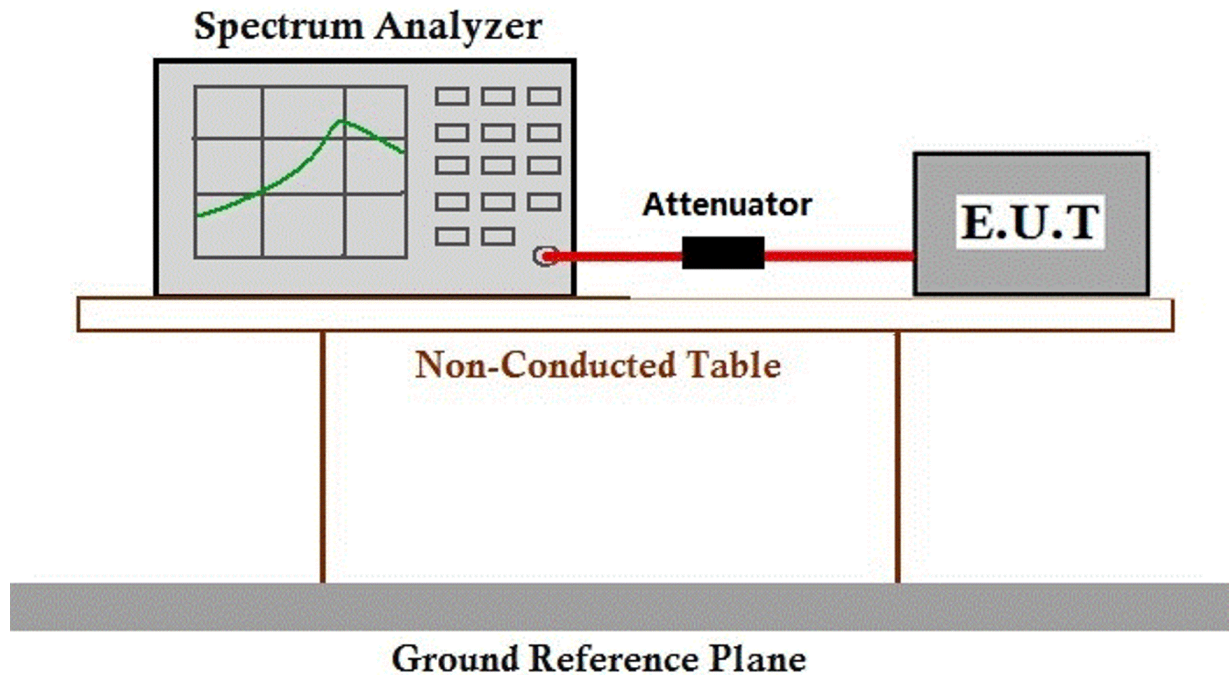 Spectrum Analyzer
Attenuator
E.U.T
Non-Conducted Table
Ground Reference Plane